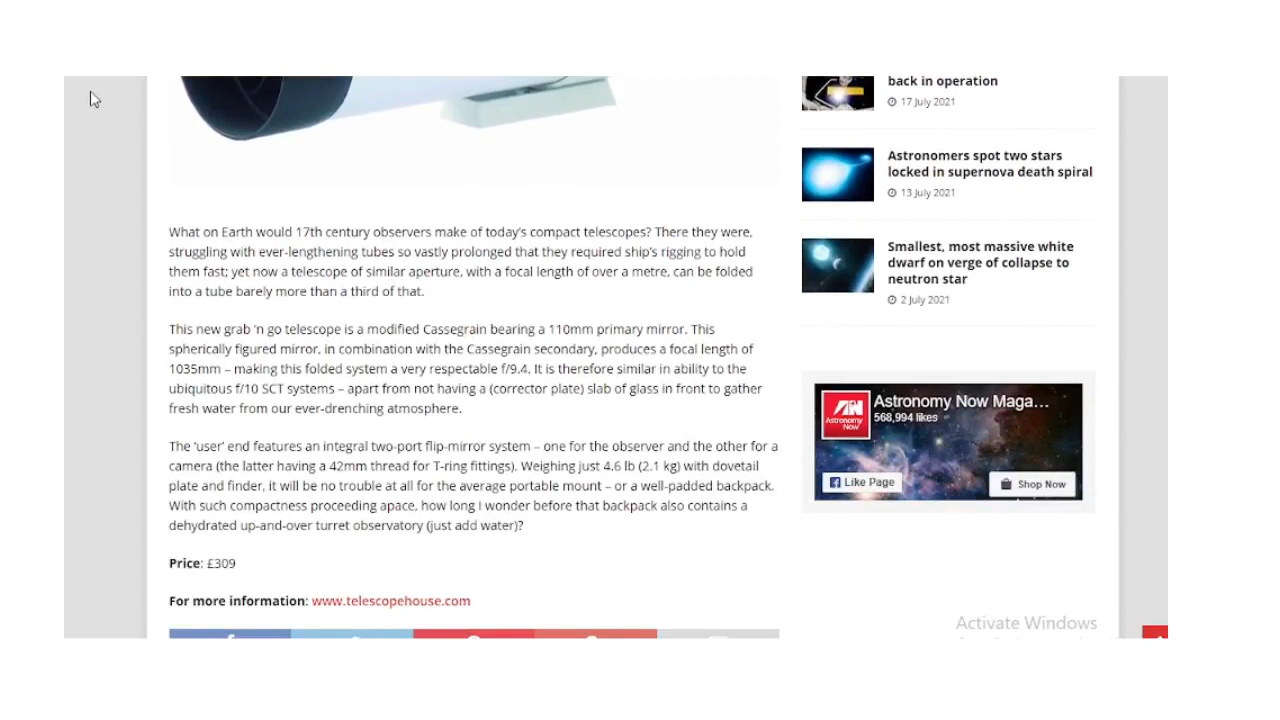 What on Earth would 17th century observers make of today's compact telescopes? There they were,
struggling with ever-lengthening tubes so vastly prolonged that they required ship's rigging to hold
them fast; yet now a telescope of similar aperture, with a focal length of over a metre, can be folded
into a tube barely more than a third of that.
This new grab 'n go telescope is a modified Cassegrain bearing a 110mm primary mirror. This
spherically figured mirror, in combination with the Cassegrain secondary, produces a focal length of
1035mm – making this folded system a very respectable f/9.4. It is therefore similar in ability to the
ubiquitous f/10 SCT systems – apart from not having a (corrector plate) slab of glass in front to gather
fresh water from our ever-drenching atmosphere.
The 'user' end features an integral two-port flip-mirror system – one for the observer and the other for a
camera (the latter having a 42mm thread for T-ring fittings). Weighing just 4.6 lb (2.1 kg) with dovetail
plate and finder, it will be no trouble at all for the average portable mount – or a well-padded backpack.
With such compactness proceeding apace, how long I wonder before that backpack also contains a
dehydrated up-and-over turret observatory (just add water)?
Price: £309
For more information: www.telescopehouse.com
back in operation
17 July 2021
Astronomers spot two stars
locked in supernova death spiral
13 July 2021
Smallest, most massive white
dwarf on verge of collapse to
neutron star
2 July 2021
Astronomy Now Maga...
568,994 likes
Astronomy
Now
Like Page
Shop Now
Activate Windows